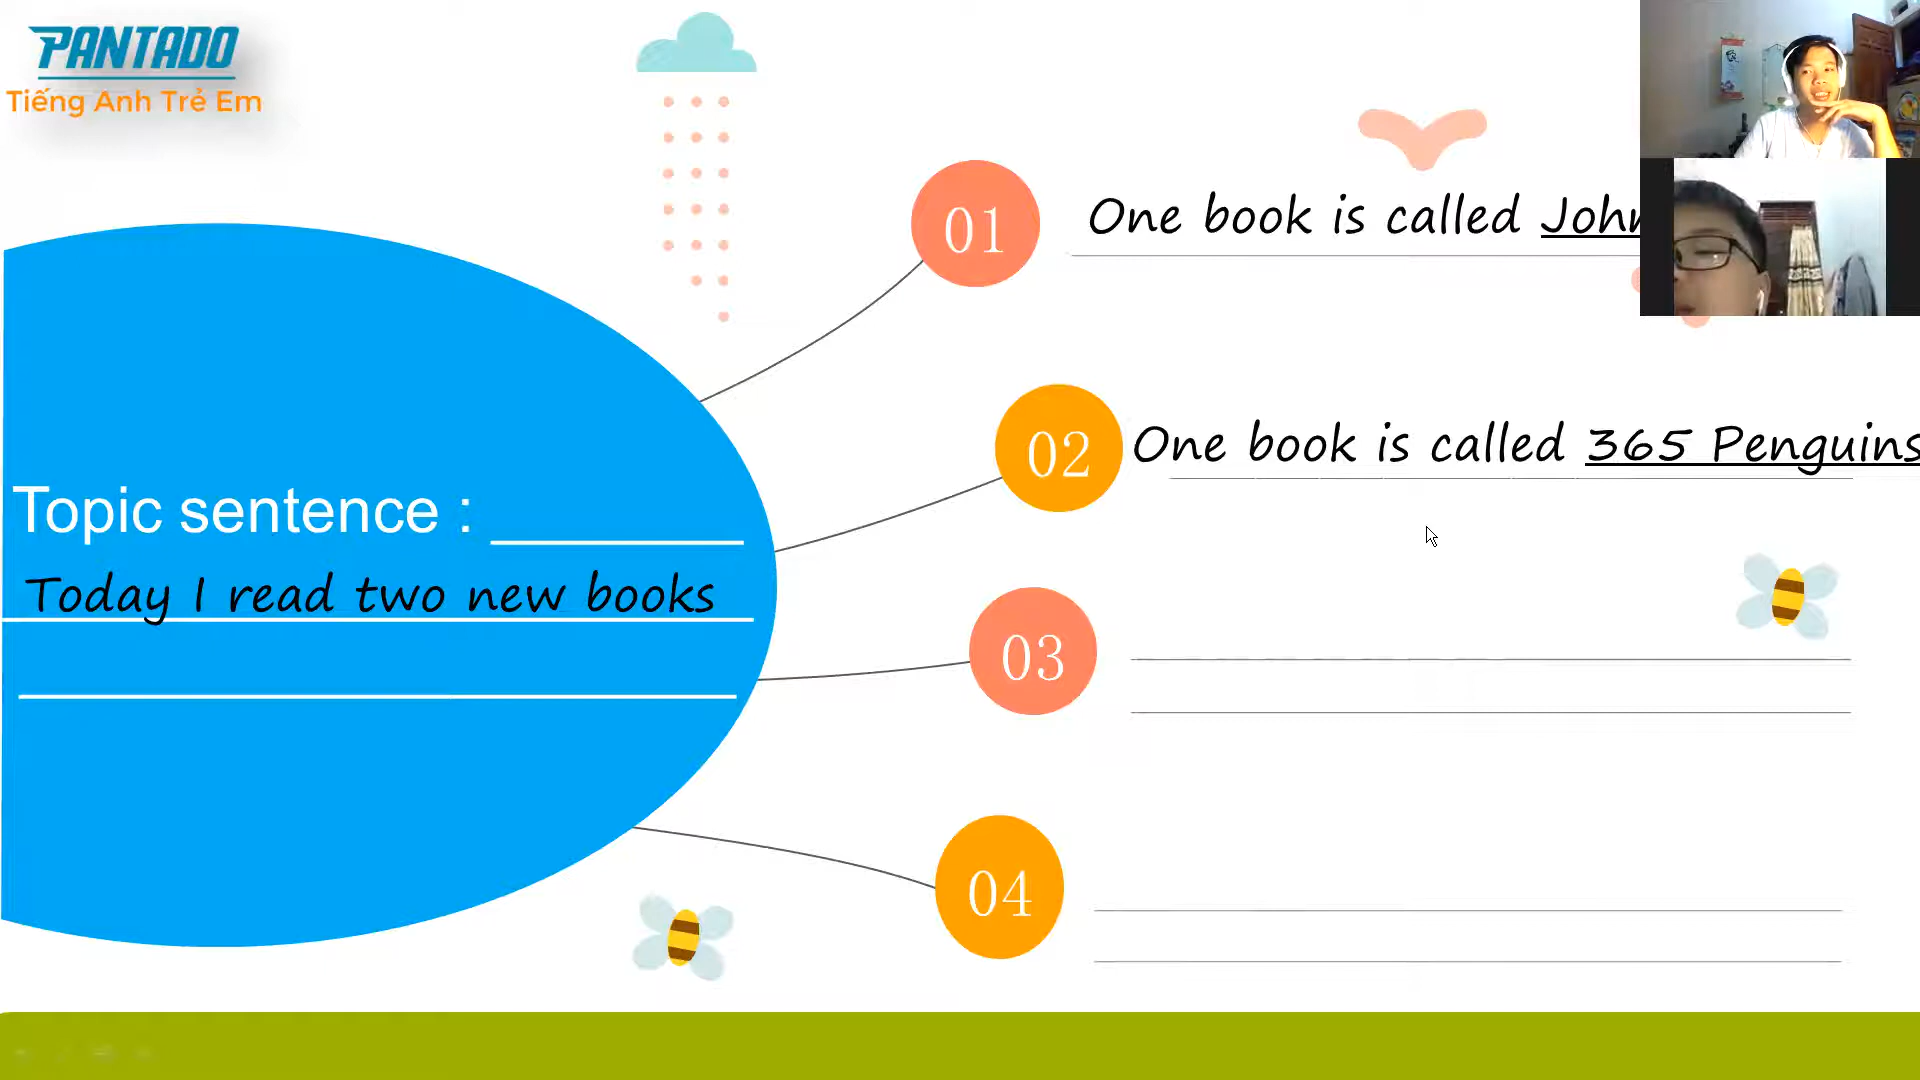 PANTADO
Tiếng Anh Trẻ Em
01
One book is called
02
One book is called 365 Penguins
Topic sentence : ________
Today I read two new books
03
04